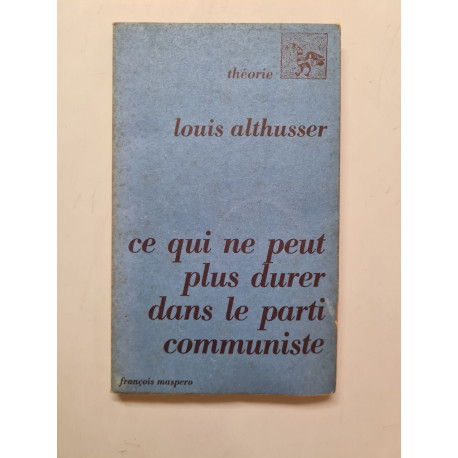 théorie
louis althusser
ce qui ne peut
plus durer
dans le parti
communiste
françois maspero